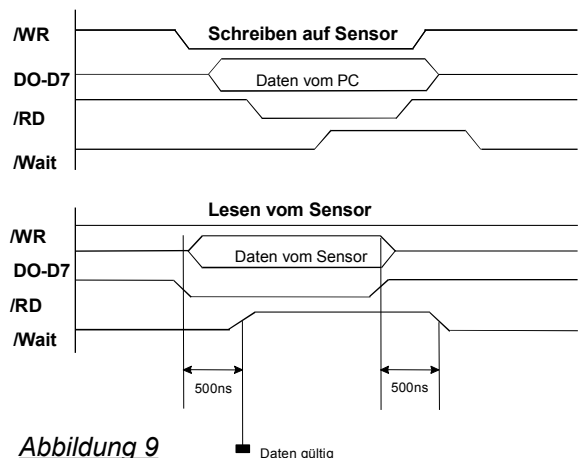 /WR
Schreiben auf Sensor
DO-D7
Daten vom PC
/RD
/Wait
Lesen vom Sensor
/WR
Daten vom Sensor
DO-D7
/RD
/Wait
500ns
500ns
Abbildung 9
Daten gültig